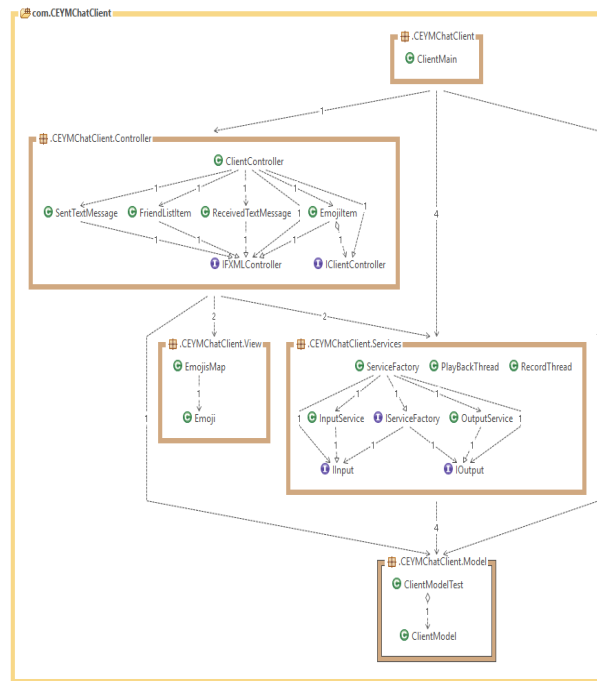 com.CEYMChatClient
.CEYMChatClient
ClientMain
1
.CEYMChatClient.Controller
ClientController
1 1 1 1
SentTextMessage FriendListItem ReceivedTextMessage EmojiItem
4
1 1
1 1 1 1 1
IFXMLController IClientController
2 2
.CEYMChatClient.View .CEYMChatClient.Services
EmojisMap ServiceFactory PlayBackThread RecordThread
1 1 1 1
1 Emoji 1 InputService IServiceFactory OutputService 1
1 1 1 1
IInput IOutput
4
.CEYMChatClient.Model
ClientModelTest
1
ClientModel